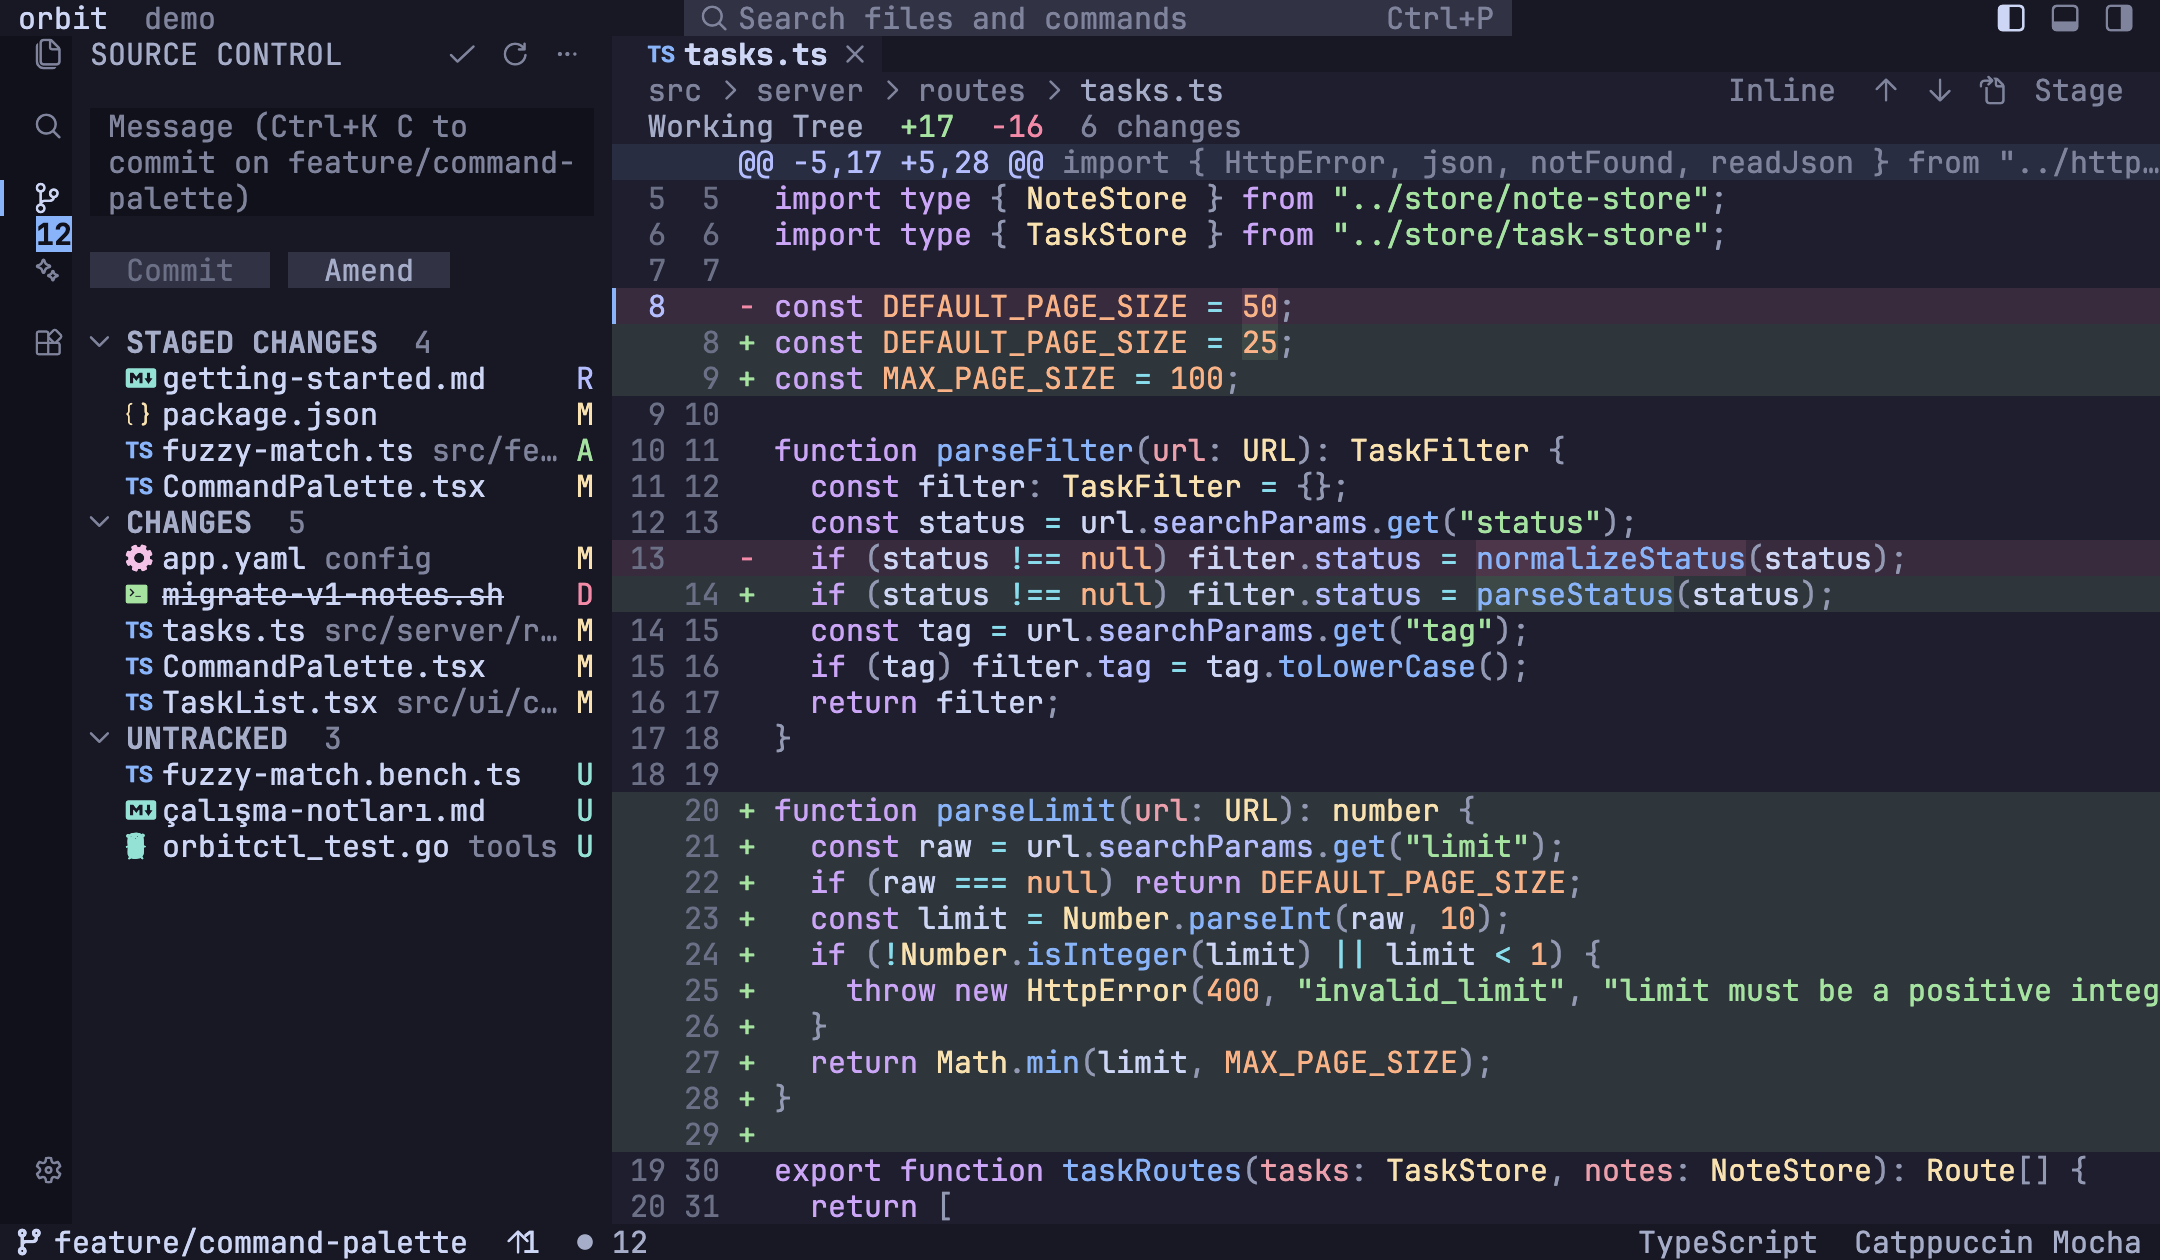 orbit demo Search files and commands Ctrl+P
SOURCE CONTROL
Message (Ctrl+K C to
commit on feature/command-
palette)
12
Commit Amend
STAGED CHANGES 4
getting-started.md R
{} package.json M
TS fuzzy-match.ts src/fe… A
TS CommandPalette.tsx M
CHANGES 5
app.yaml config M
migrate-v1-notes.sh D
TS tasks.ts src/server/r… M
TS CommandPalette.tsx M
TS TaskList.tsx src/ui/c… M
UNTRACKED 3
TS fuzzy-match.bench.ts U
çalışma-notları.md U
orbitctl_test.go tools U
TS tasks.ts
src > server > routes > tasks.ts Inline Stage
Working Tree +17 -16 6 changes
@@ -5,17 +5,28 @@ import { HttpError, json, notFound, readJson } from "../http…
5 5 import type { NoteStore } from "../store/note-store";
6 6 import type { TaskStore } from "../store/task-store";
7 7
8 - const DEFAULT_PAGE_SIZE = 50;
8 + const DEFAULT_PAGE_SIZE = 25;
9 + const MAX_PAGE_SIZE = 100;
9 10
10 11 function parseFilter(url: URL): TaskFilter {
11 12 const filter: TaskFilter = {};
12 13 const status = url.searchParams.get("status");
13 - if (status !== null) filter.status = normalizeStatus(status);
14 + if (status !== null) filter.status = parseStatus(status);
14 15 const tag = url.searchParams.get("tag");
15 16 if (tag) filter.tag = tag.toLowerCase();
16 17 return filter;
17 18 }
18 19
20 + function parseLimit(url: URL): number {
21 + const raw = url.searchParams.get("limit");
22 + if (raw === null) return DEFAULT_PAGE_SIZE;
23 + const limit = Number.parseInt(raw, 10);
24 + if (!Number.isInteger(limit) || limit < 1) {
25 + throw new HttpError(400, "invalid_limit", "limit must be a positive integ
26 + }
27 + return Math.min(limit, MAX_PAGE_SIZE);
28 + }
29 +
19 30 export function taskRoutes(tasks: TaskStore, notes: NoteStore): Route[] {
20 31 return [
feature/command-palette ↑1 ● 12 TypeScript Catppuccin Mocha